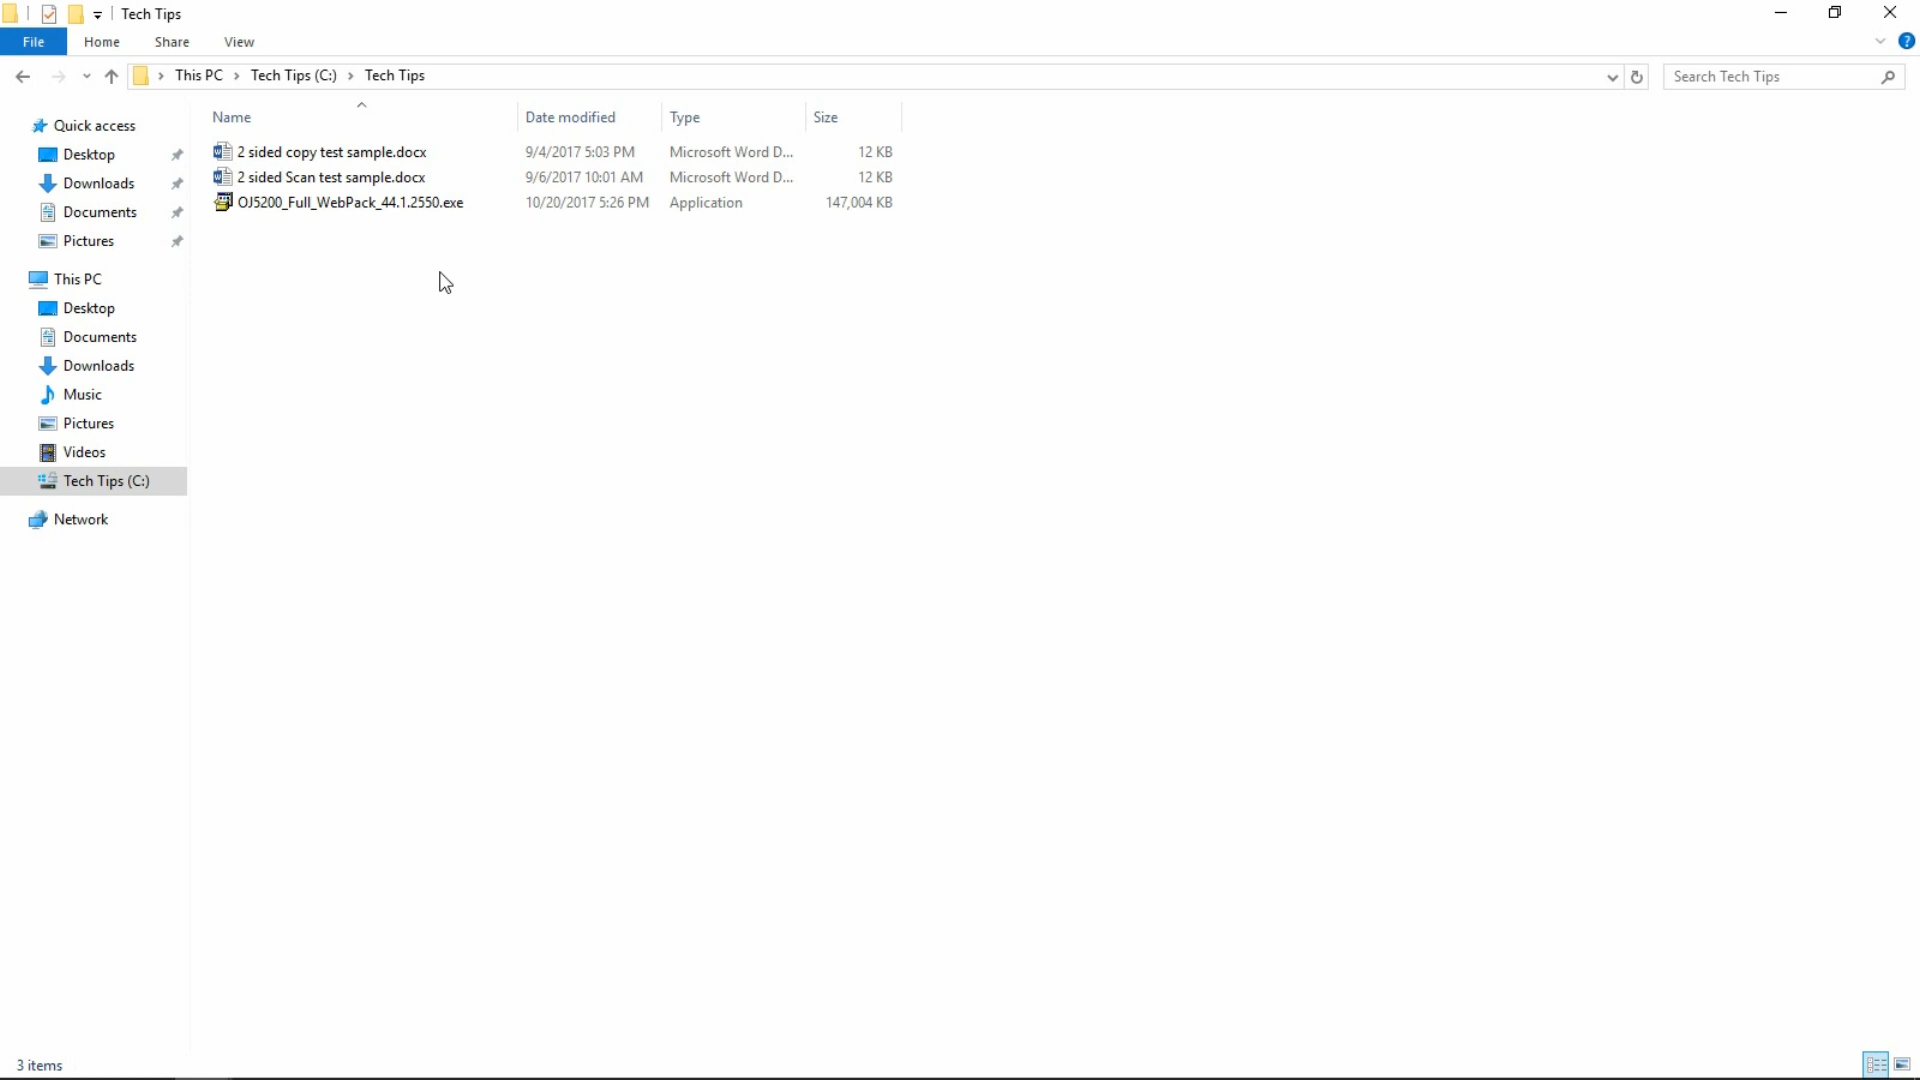 Tech Tips
File Home Share View
This PC > Tech Tips (C:) > Tech Tips Search Tech Tips
Name Date modified Type Size
Quick access
Desktop
Downloads
Documents
Pictures
This PC
Desktop
Documents
Downloads
Music
Pictures
Videos
Tech Tips (C:)
Network
2 sided copy test sample.docx 9/4/2017 5:03 PM Microsoft Word D... 12 KB
2 sided Scan test sample.docx 9/6/2017 10:01 AM Microsoft Word D... 12 KB
OJ5200_Full_WebPack_44.1.2550.exe 10/20/2017 5:26 PM Application 147,004 KB
3 items